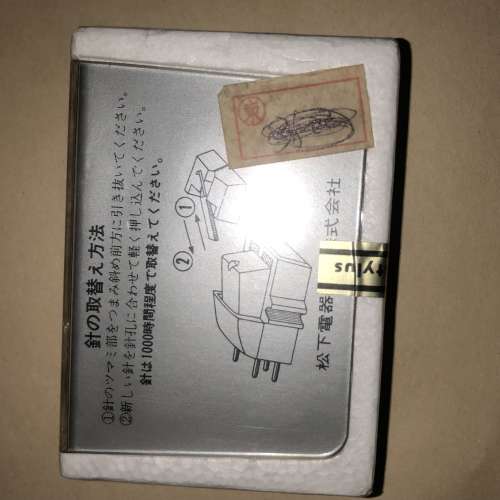 針の取替え方法
①針のツマミ部をつまみ斜め前方に引き抜いてください。
②新しい針を針孔に合わせて軽く押し込んでください。
針は1000時間程度で取替えてください。
①
②
松下電器
式会社
tylus